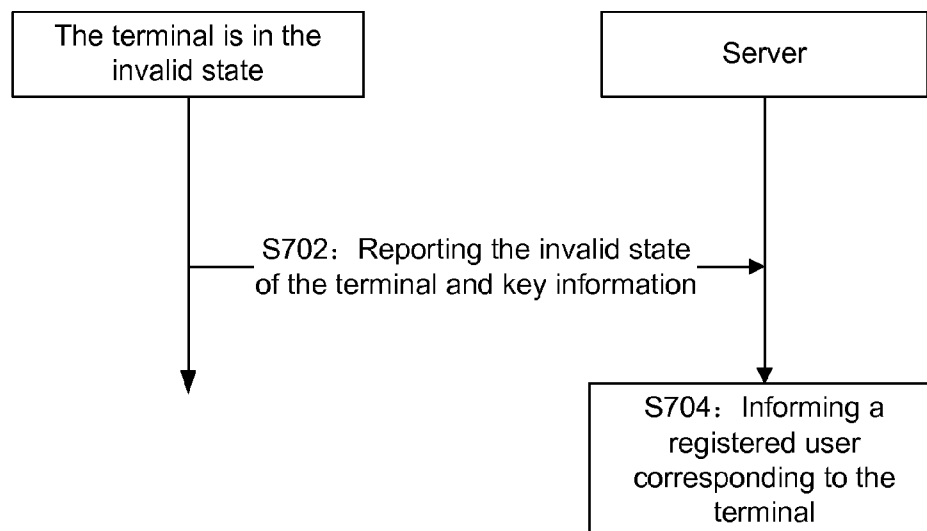 The terminal is in the
invalid state
Server
S702：Reporting the invalid state
of the terminal and key information
S704：Informing a
registered user
corresponding to the
terminal